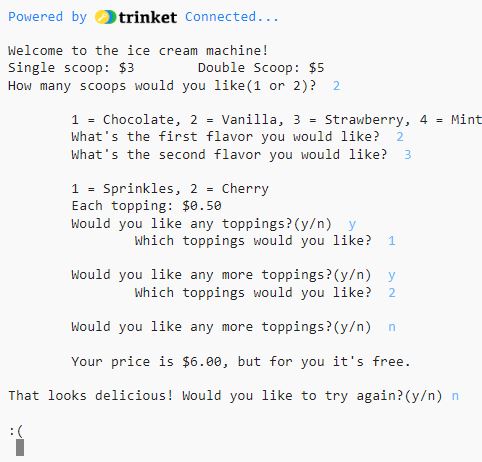 Powered by trinket Connected...
Welcome to the ice cream machine!
Single scoop: $3        Double Scoop: $5
How many scoops would you like(1 or 2)?  2
1 = Chocolate, 2 = Vanilla, 3 = Strawberry, 4 = Mint
What's the first flavor you would like?  2
What's the second flavor you would like?  3
1 = Sprinkles, 2 = Cherry
Each topping: $0.50
Would you like any toppings?(y/n)  y
Which toppings would you like?  1
Would you like any more toppings?(y/n)  y
Which toppings would you like?  2
Would you like any more toppings?(y/n)  n
Your price is $6.00, but for you it's free.
That looks delicious! Would you like to try again?(y/n) n
:(